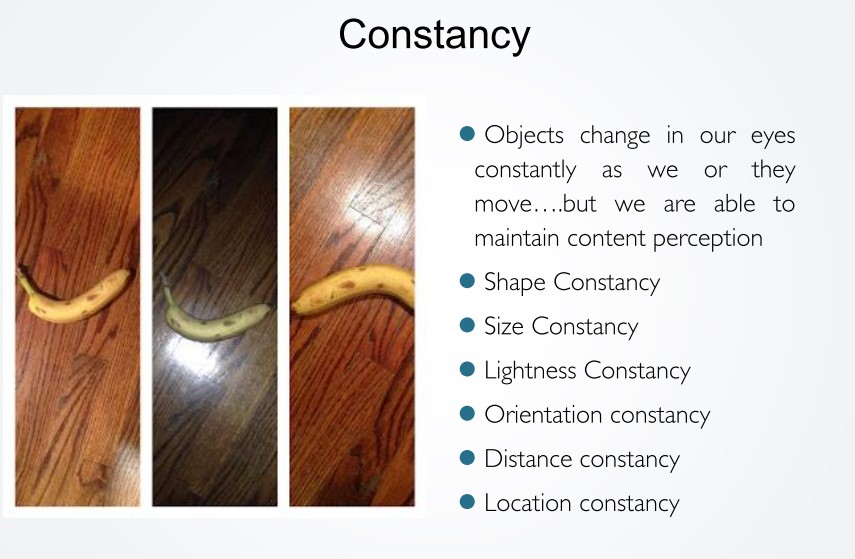 Constancy
Objects change in our eyes
constantly as we or they
move….but we are able to
maintain content perception
Shape Constancy
Size Constancy
Lightness Constancy
Orientation constancy
Distance constancy
Location constancy